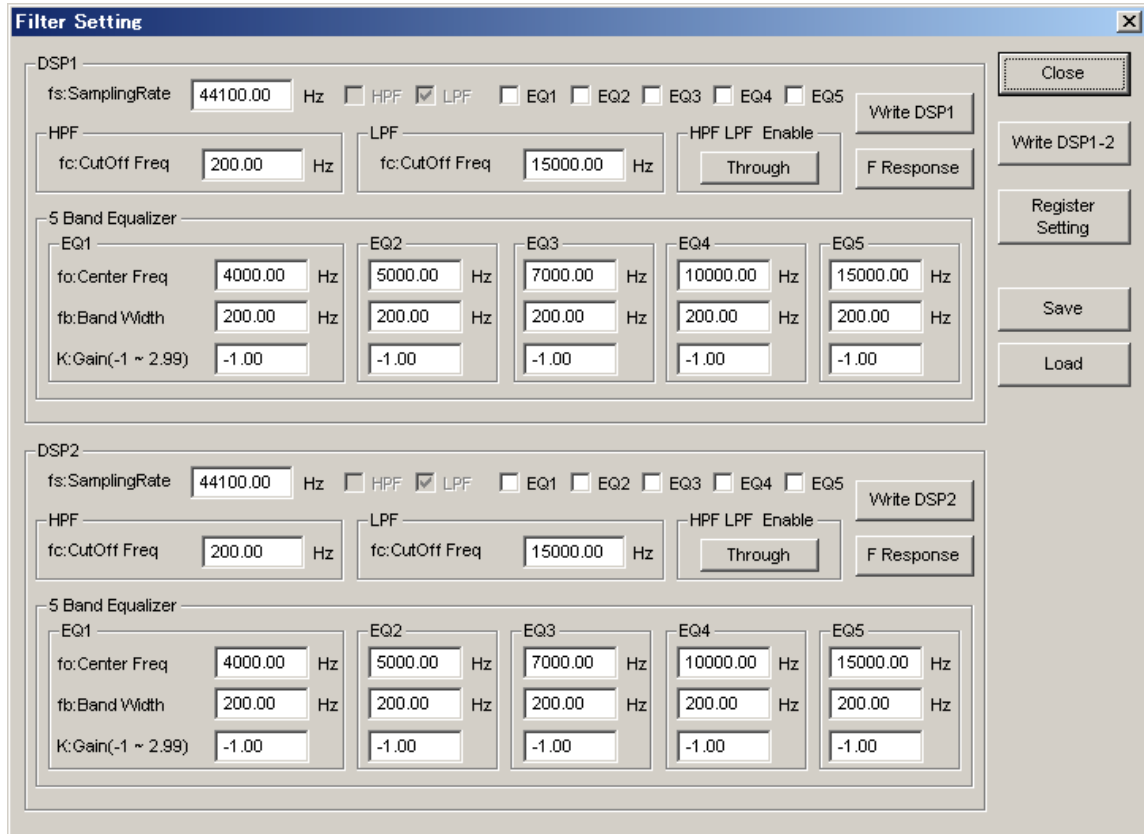 Filter Setting
DSP1
fs:SamplingRate 44100.00 Hz HPF LPF EQ1 EQ2 EQ3 EQ4 EQ5
Write DSP1
HPF
fc:CutOff Freq 200.00 Hz
LPF
fc:CutOff Freq 15000.00 Hz
HPF LPF Enable
Through
F Response
5 Band Equalizer
EQ1 EQ2 EQ3 EQ4 EQ5
fo:Center Freq 4000.00 Hz 5000.00 Hz 7000.00 Hz 10000.00 Hz 15000.00 Hz
fb:Band Width 200.00 Hz 200.00 Hz 200.00 Hz 200.00 Hz 200.00 Hz
K:Gain(-1 ~ 2.99) -1.00 -1.00 -1.00 -1.00 -1.00
DSP2
fs:SamplingRate 44100.00 Hz HPF LPF EQ1 EQ2 EQ3 EQ4 EQ5
Write DSP2
HPF
fc:CutOff Freq 200.00 Hz
LPF
fc:CutOff Freq 15000.00 Hz
HPF LPF Enable
Through
F Response
5 Band Equalizer
EQ1 EQ2 EQ3 EQ4 EQ5
fo:Center Freq 4000.00 Hz 5000.00 Hz 7000.00 Hz 10000.00 Hz 15000.00 Hz
fb:Band Width 200.00 Hz 200.00 Hz 200.00 Hz 200.00 Hz 200.00 Hz
K:Gain(-1 ~ 2.99) -1.00 -1.00 -1.00 -1.00 -1.00
Close
Write DSP1-2
Register
Setting
Save
Load